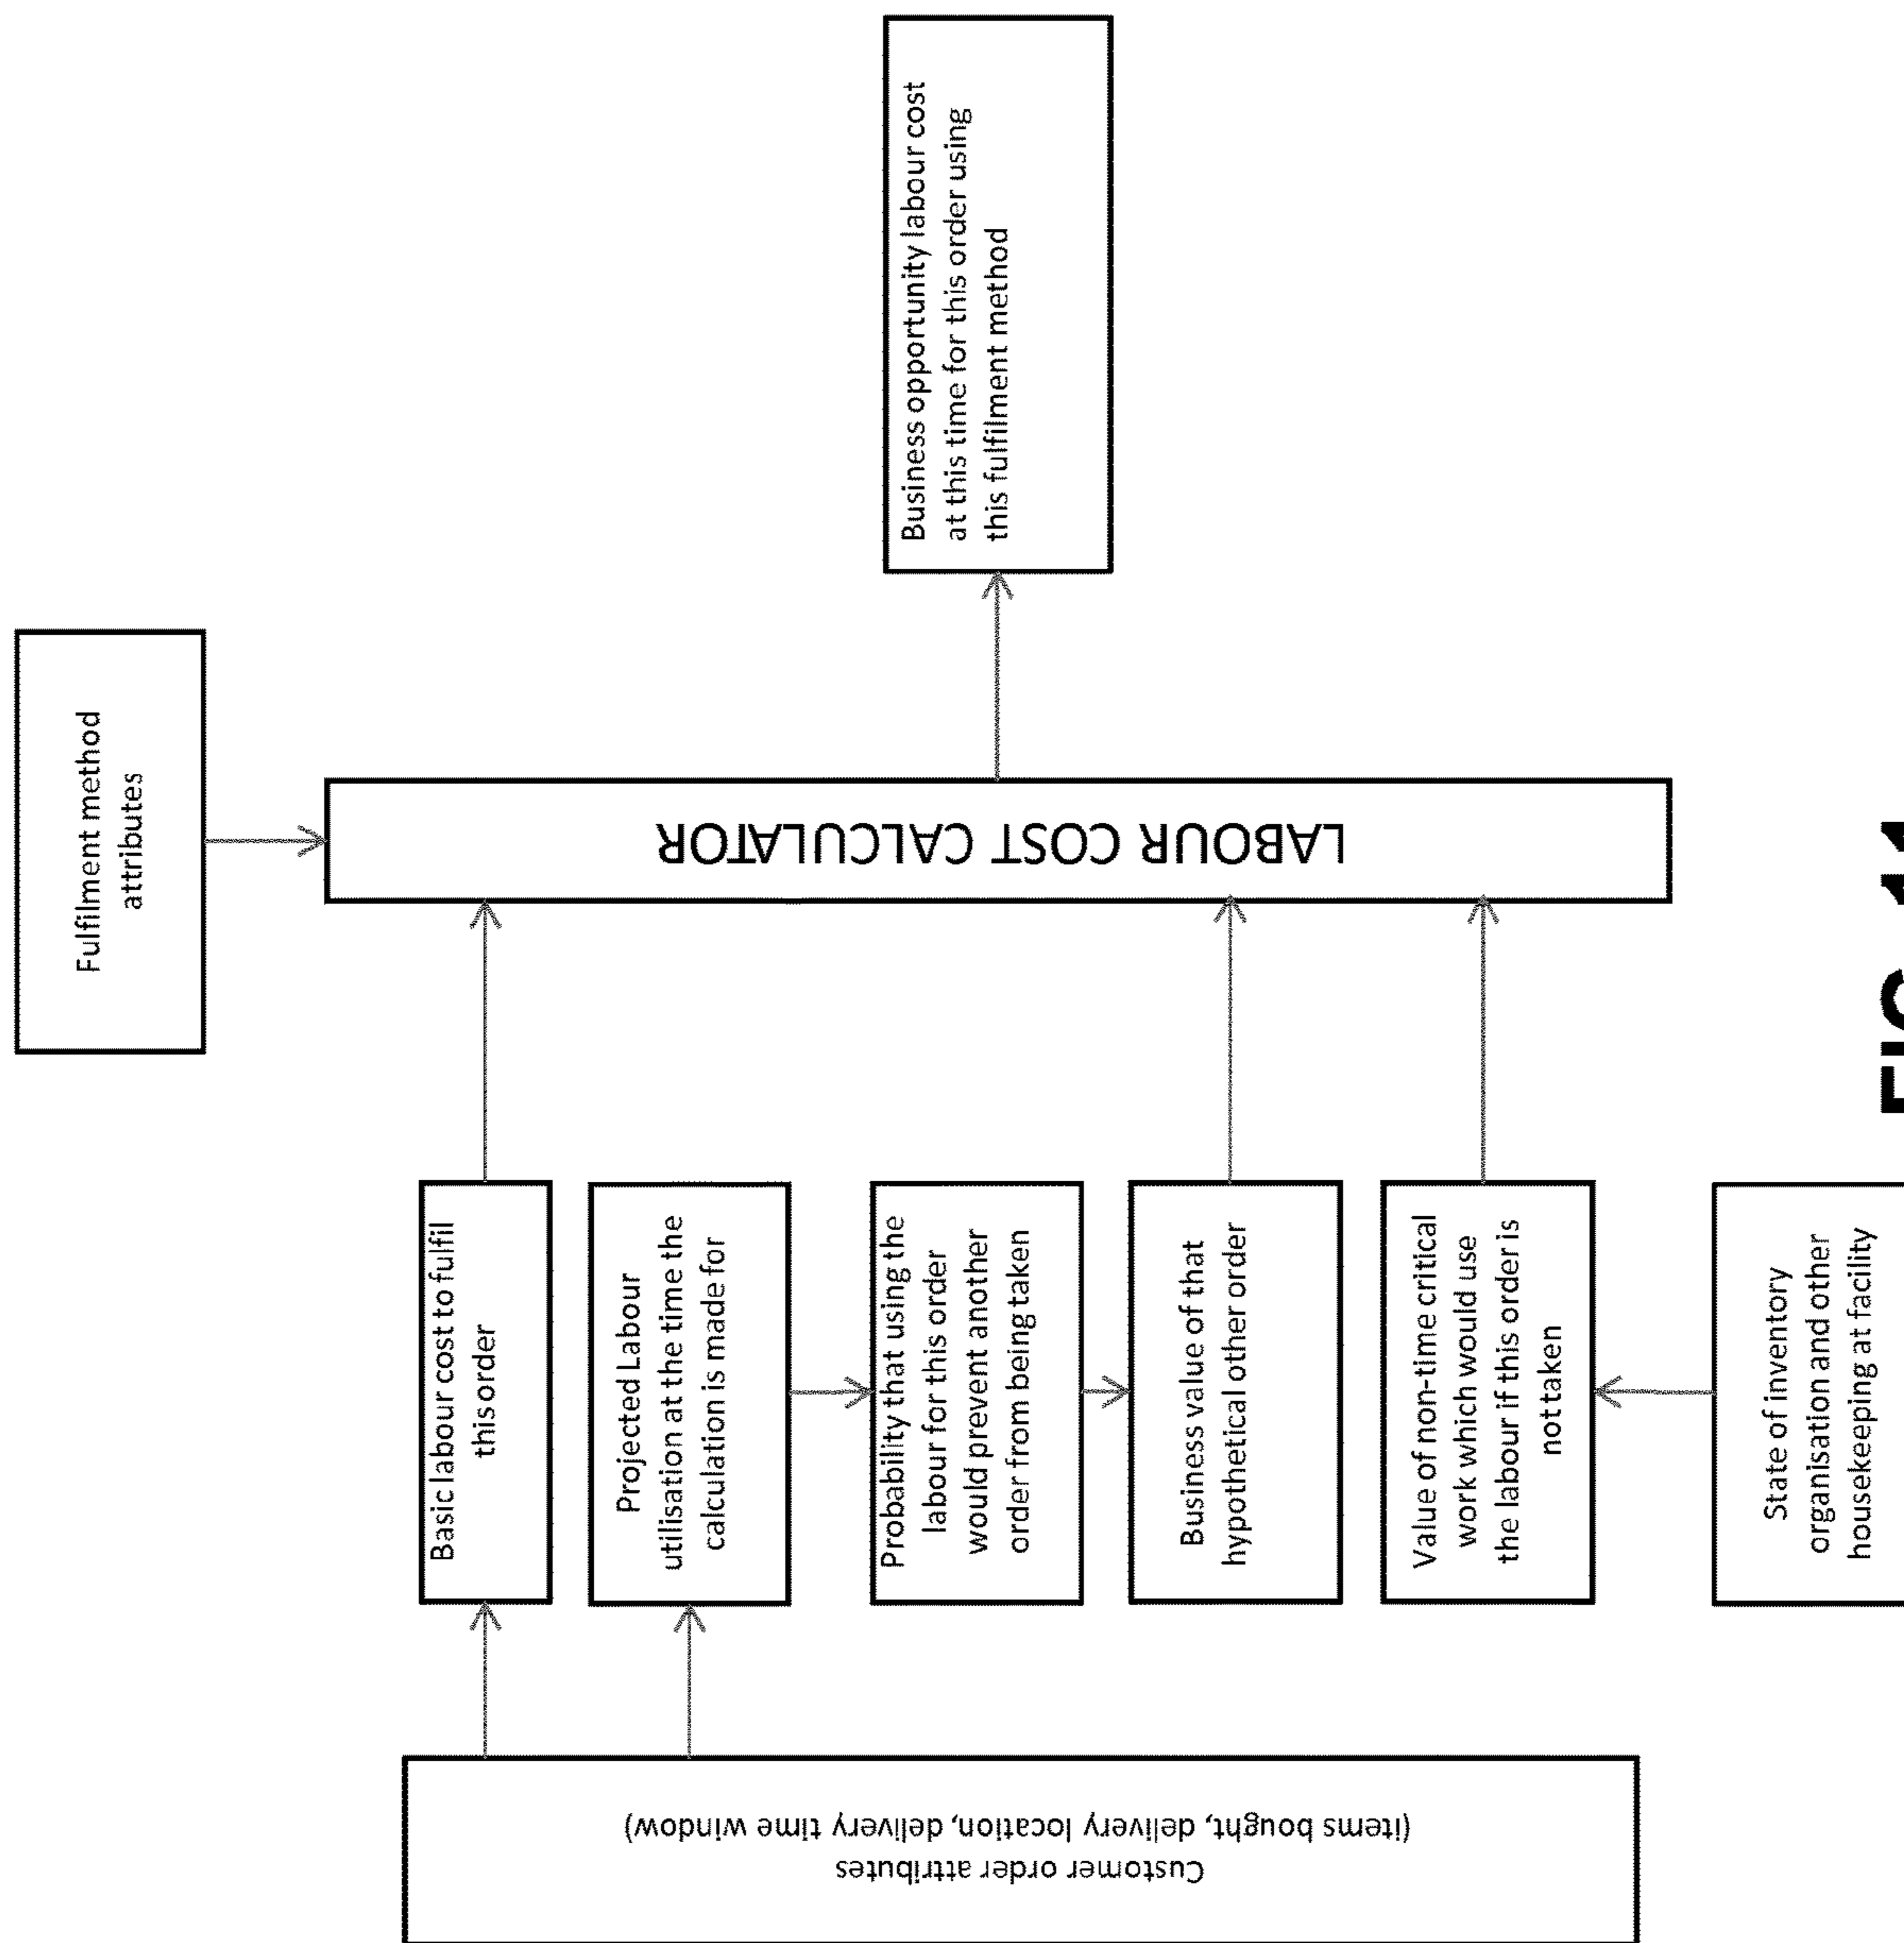 Customer order attributes
(items bought, delivery location, delivery time window)
Basic labour cost to fulfil
this order
Projected Labour
utilisation at the time the
calculation is made for
Probability that using the
labour for this order
would prevent another
order from being taken
Business value of that
hypothetical other order
Value of non-time critical
work which would use
the labour if this order is
not taken
State of inventory
organisation and other
housekeeping at facility
Fulfilment method
attributes
LABOUR COST CALCULATOR
Business opportunity labour cost
at this time for this order using
this fulfilment method
FIG. 11